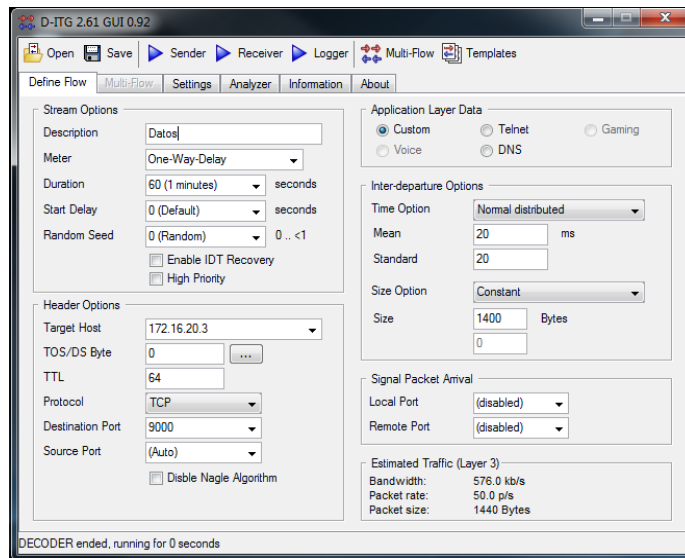 D-ITG 2.61 GUI 0.92
Open Save Sender Receiver Logger Multi-Flow Templates
Define Flow Multi-Flow Settings Analyzer Information About
Stream Options
Description Datos
Meter One-Way-Delay
Duration 60 (1 minutes) seconds
Start Delay 0 (Default) seconds
Random Seed 0 (Random) 0 .. <1
Enable IDT Recovery
High Priority
Header Options
Target Host 172.16.20.3
TOS/DS Byte 0 ...
TTL 64
Protocol TCP
Destination Port 9000
Source Port (Auto)
Disble Nagle Algorithm
Application Layer Data
Custom Telnet Gaming
Voice DNS
Inter-departure Options
Time Option Normal distributed
Mean 20 ms
Standard 20
Size Option Constant
Size 1400 Bytes
0
Signal Packet Arrival
Local Port (disabled)
Remote Port (disabled)
Estimated Traffic (Layer 3)
Bandwidth: 576.0 kb/s
Packet rate: 50.0 p/s
Packet size: 1440 Bytes
DECODER ended, running for 0 seconds